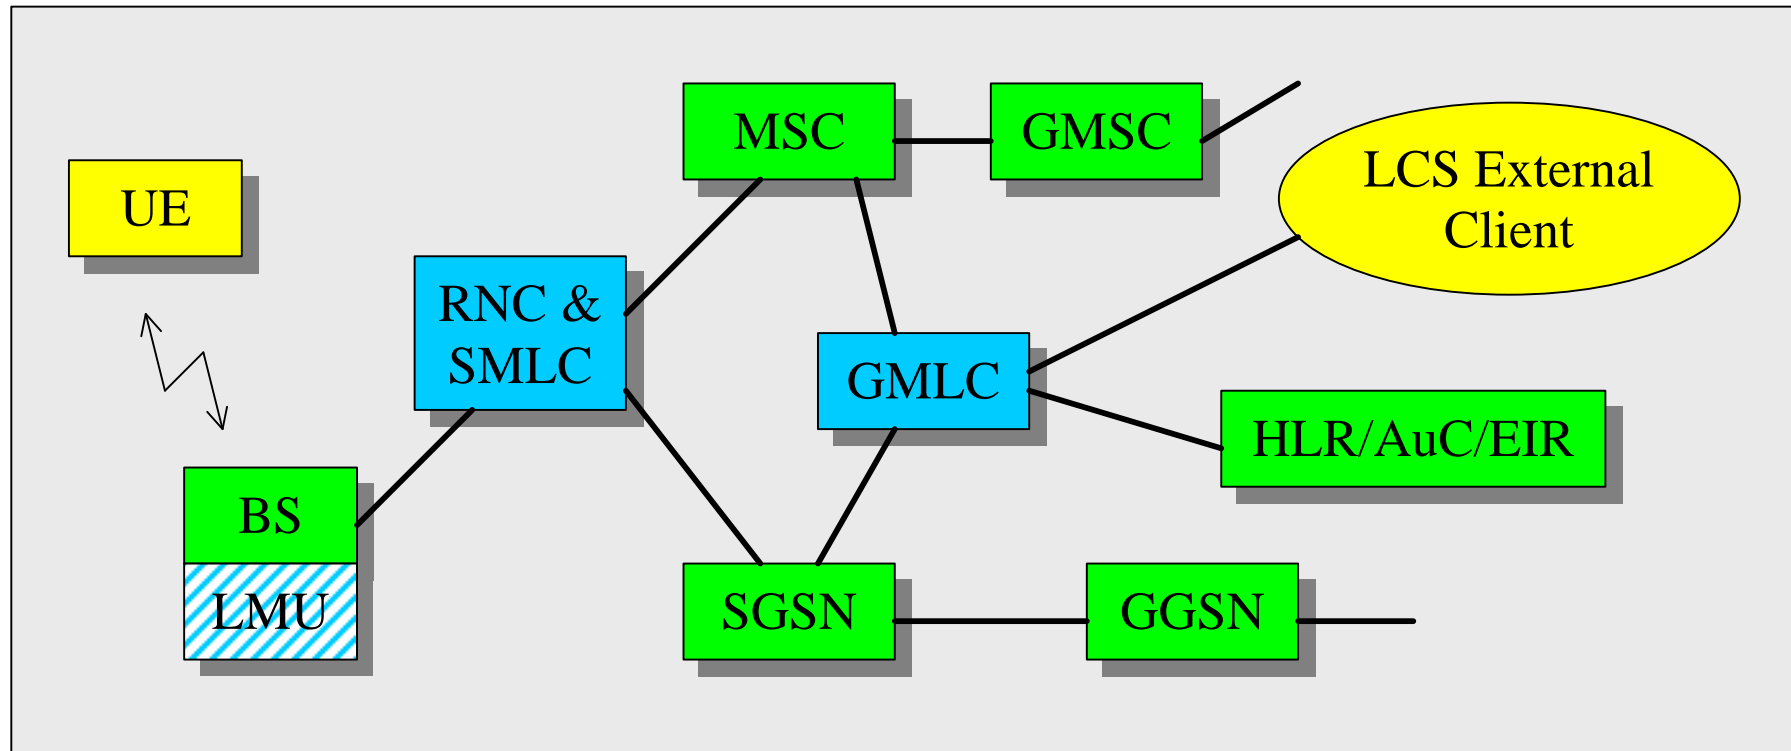 MSC
GMSC
LCS External
Client
UE
RNC &
SMLC
GMLC
HLR/AuC/EIR
BS
LMU
SGSN
GGSN